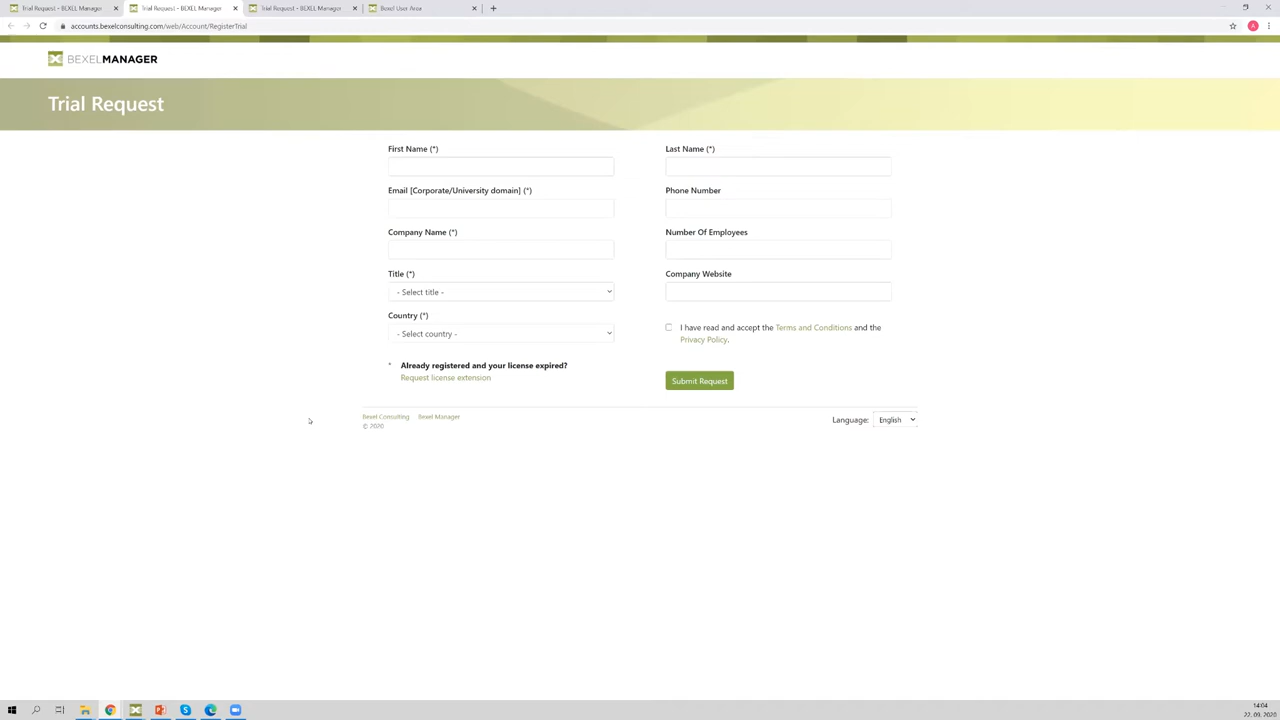 Trial Request - BEXEL Manager
Trial Request - BEXEL Manager
Trial Request - BEXEL Manager
Bexel User Area
accounts.bexelconsulting.com/web/Account/RegisterTrial
A
BEXELMANAGER
Trial Request
First Name (*)
Last Name (*)
Email [Corporate/University domain] (*)
Phone Number
Company Name (*)
Number Of Employees
Title (*)
Company Website
- Select title -
Country (*)
- Select country -
I have read and accept the Terms and Conditions and the
Privacy Policy.
* Already registered and your license expired?
Request license extension
Submit Request
Bexel Consulting Bexel Manager
© 2020
Language: English
14:04
22. 09. 2020